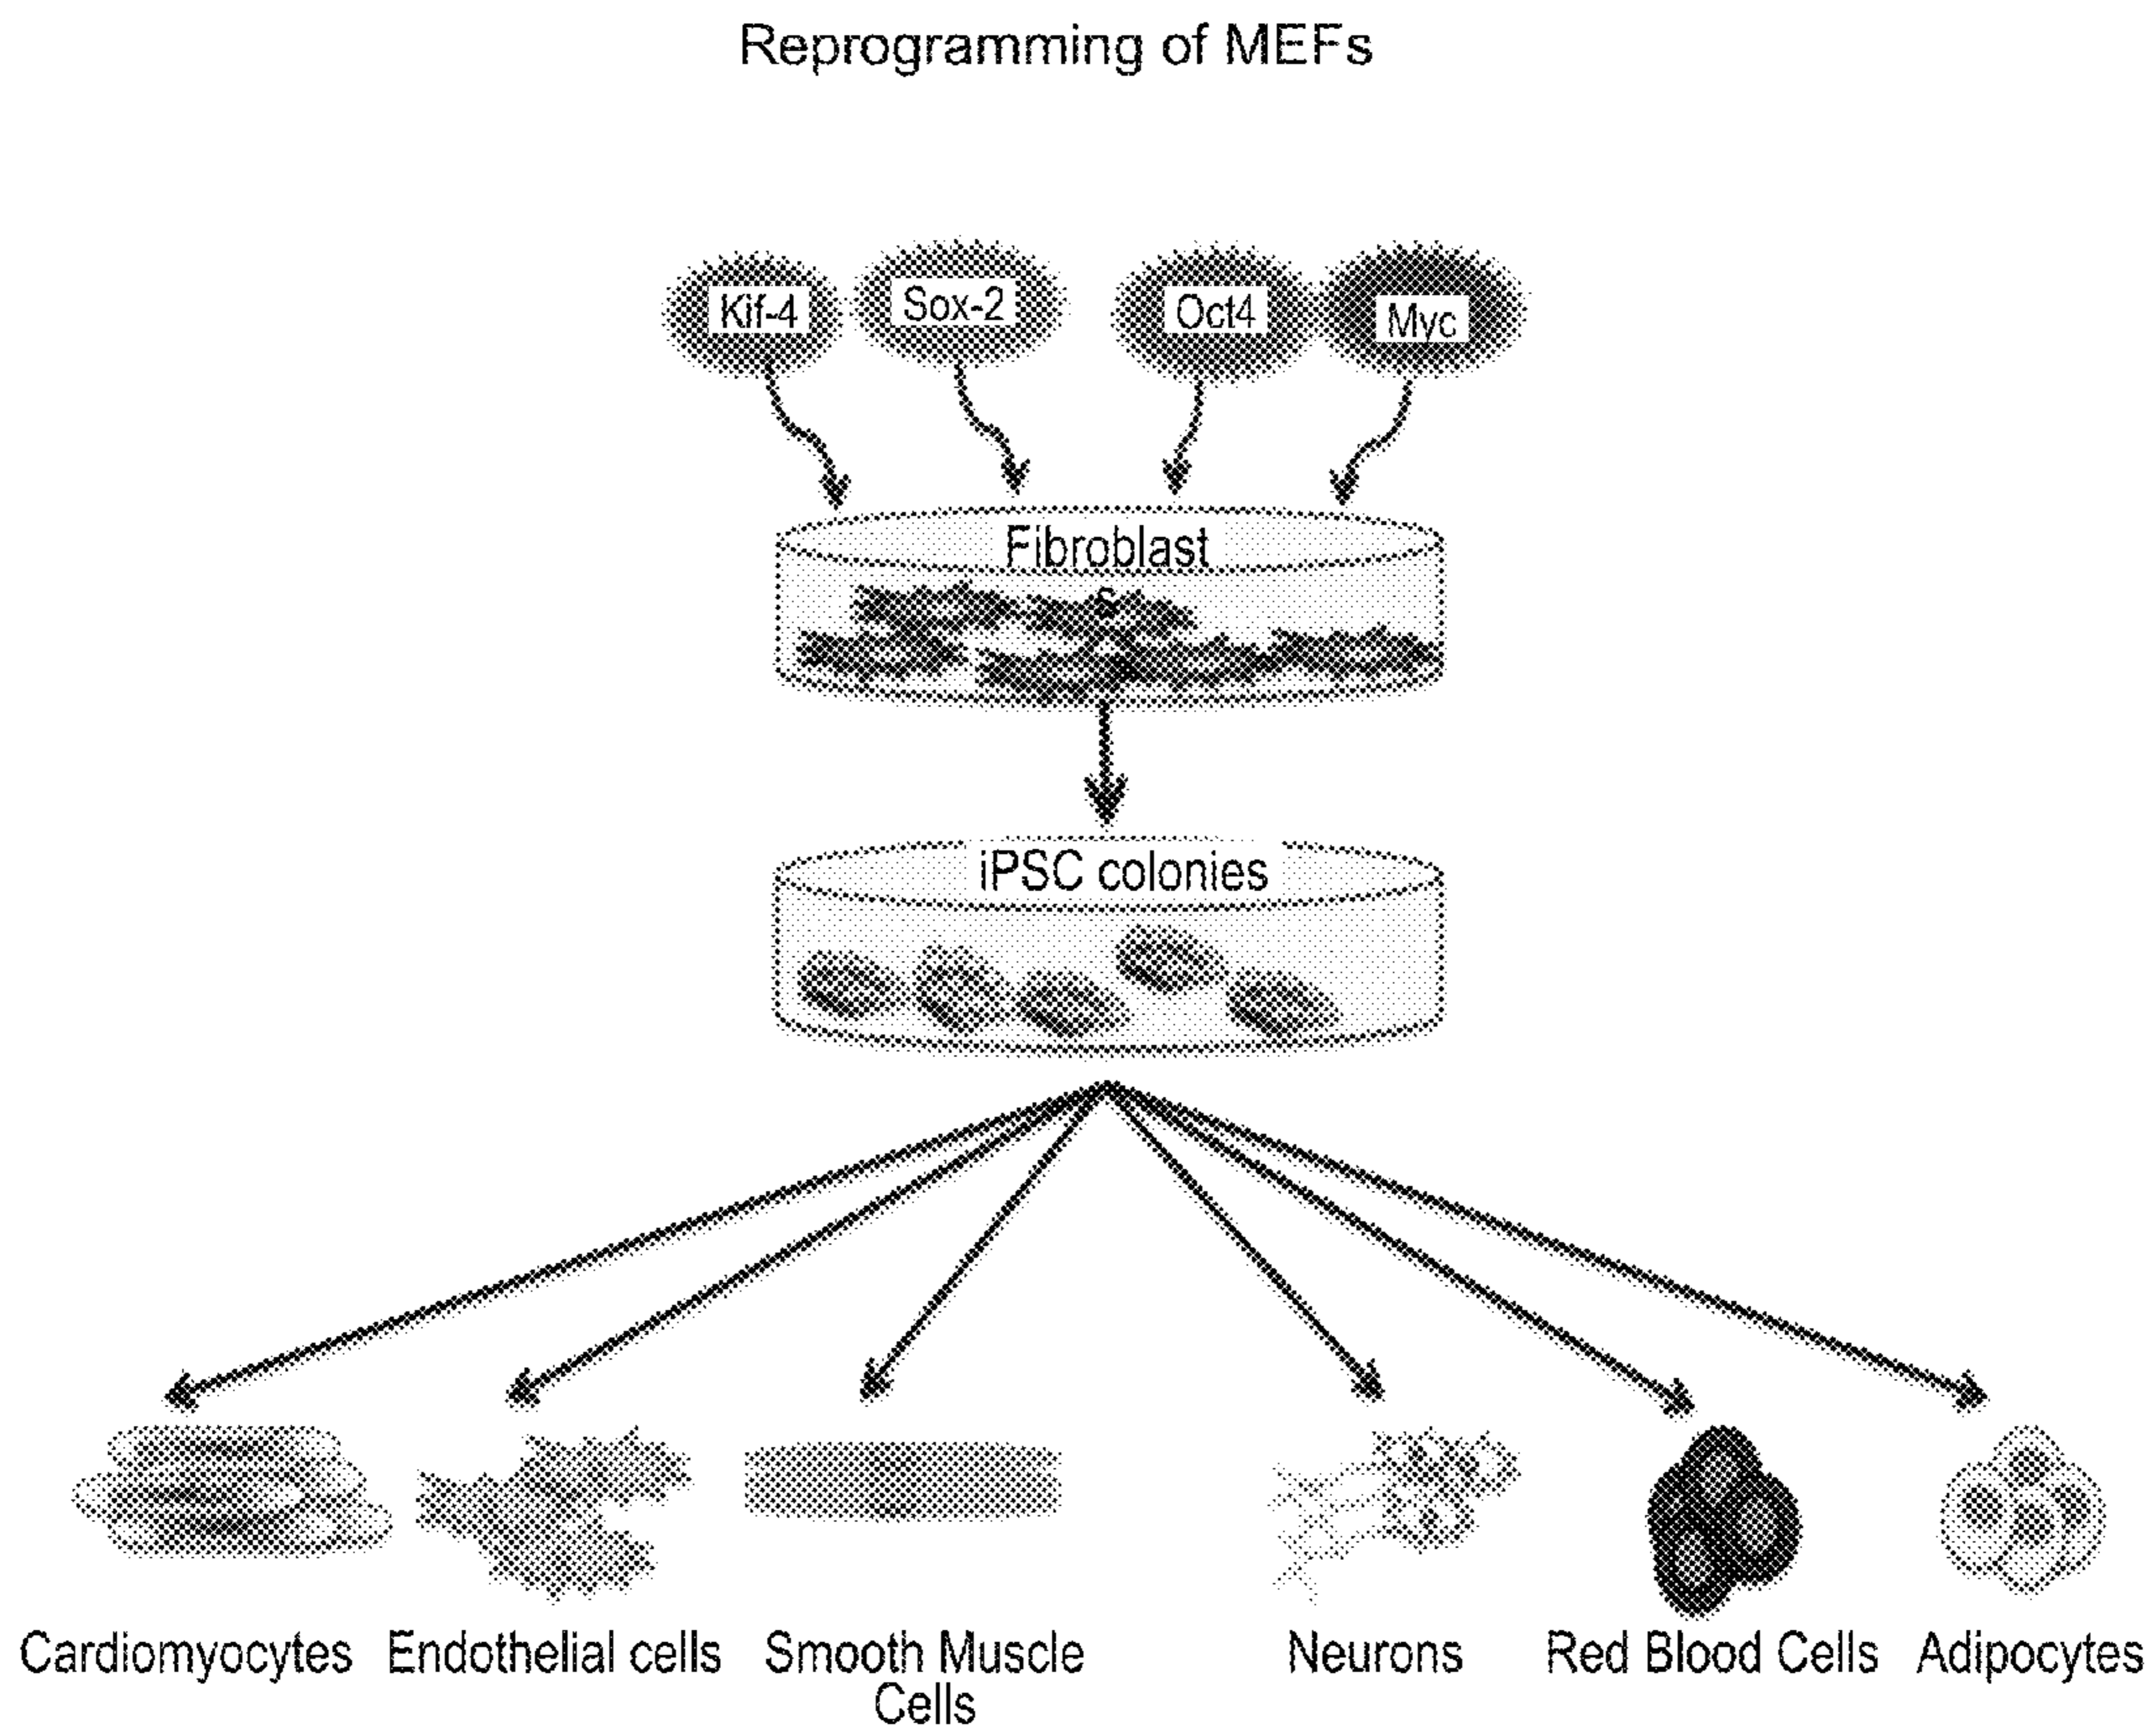 Reprogramming of MEFs
Kif-4
Sox-2
Oct4
Myc
Fibroblast
s
iPSC colonies
Cardiomyocytes
Endothelial cells
Smooth Muscle
Cells
Neurons
Red Blood Cells
Adipocytes